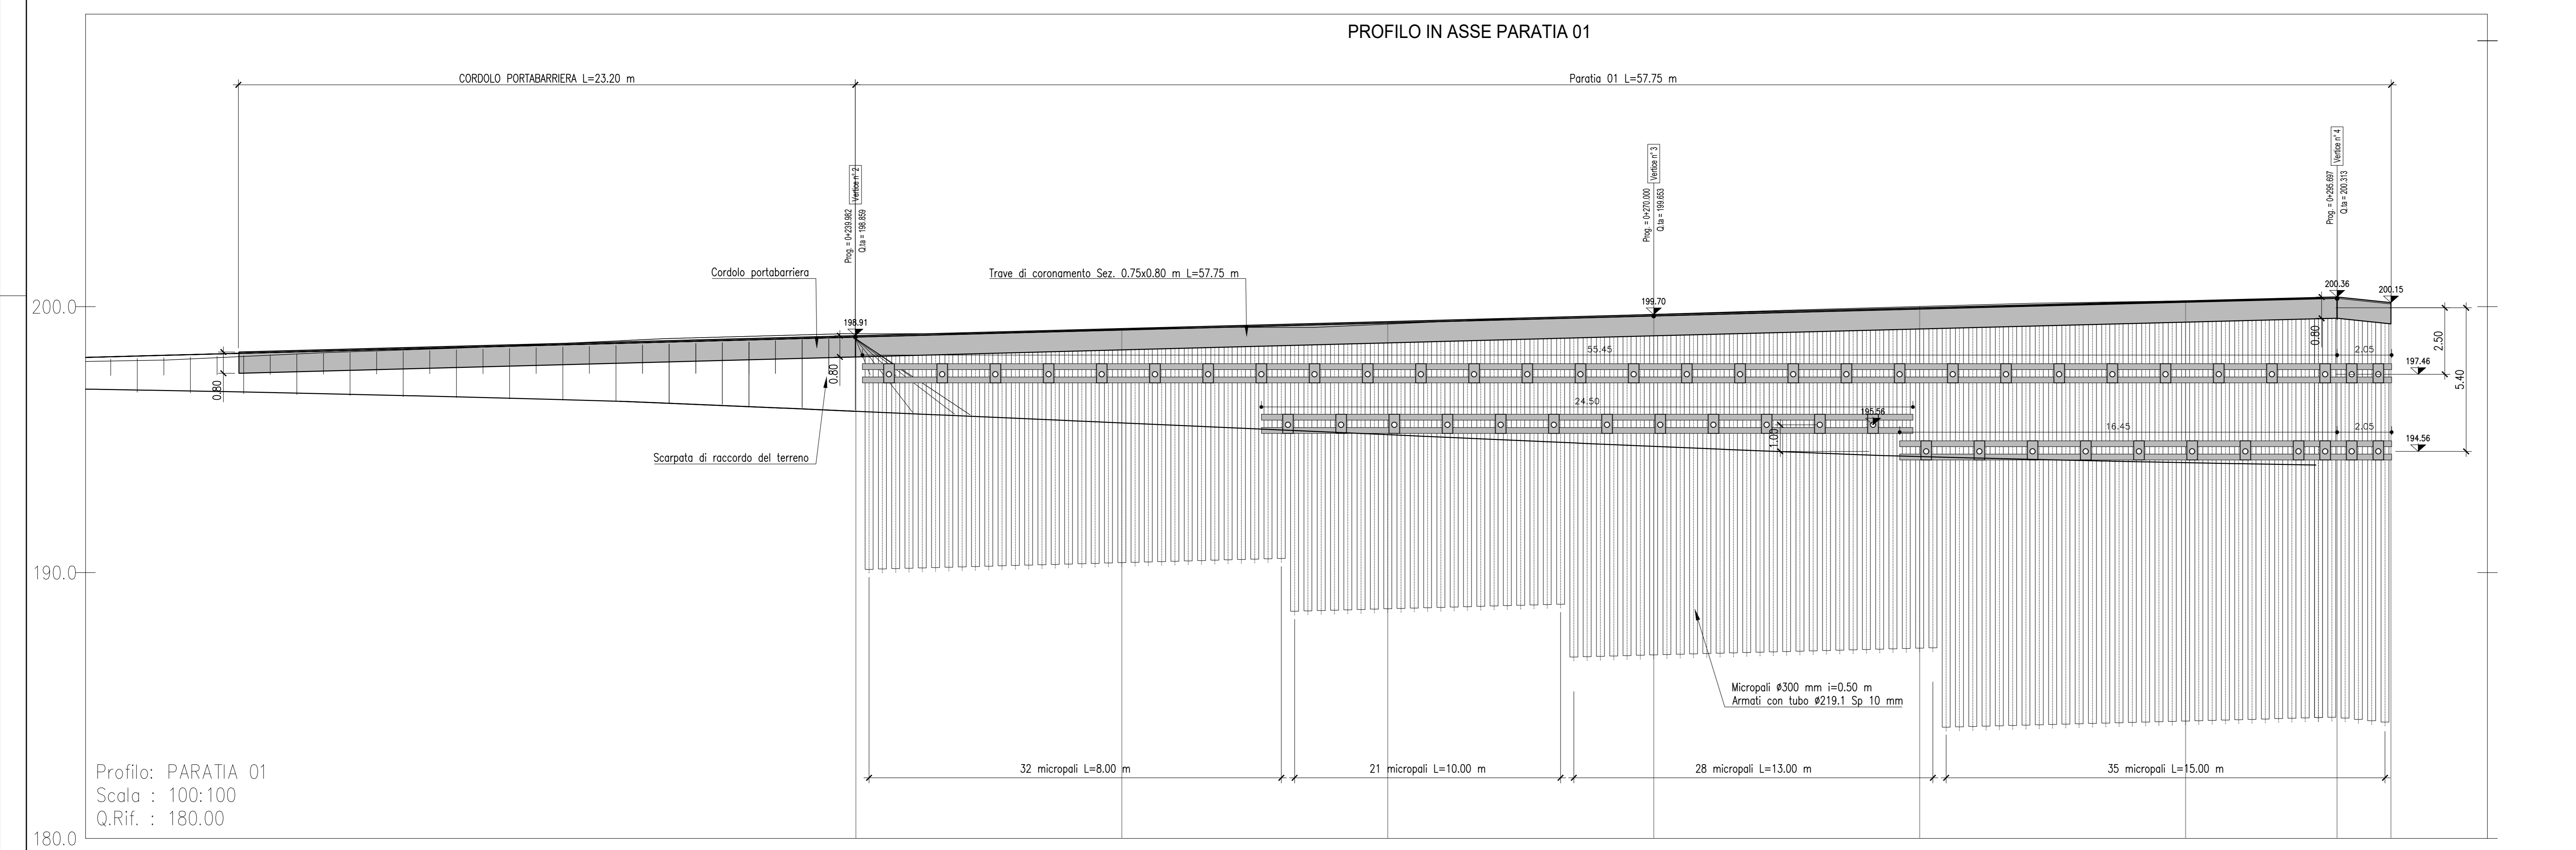 PROFILO IN ASSE PARATIA 01
CORDOLO PORTABARRIERA L=23.20 m
Paratia 01 L=57.75 m
Vertice n° 2
Prog. = 0+239.982
Q.ta = 198.859
Vertice n° 3
Prog. = 0+270.000
Q.ta = 199.653
Vertice n° 4
Prog. = 0+295.697
Q.ta = 200.313
Cordolo portabarriera
Trave di coronamento Sez. 0.75x0.80 m L=57.75 m
200.0
198.91
199.70
200.36
200.15
0.80
0.80
0.80
55.45
2.05
2.50
197.46
5.40
24.50
195.56
1.00
16.45
2.05
194.56
Scarpata di raccordo del terreno
190.0
Micropali ø300 mm i=0.50 m
Armati con tubo ø219.1 Sp 10 mm
32 micropali L=8.00 m
21 micropali L=10.00 m
28 micropali L=13.00 m
35 micropali L=15.00 m
Profilo: PARATIA 01
Scala : 100:100
Q.Rif. : 180.00
180.0